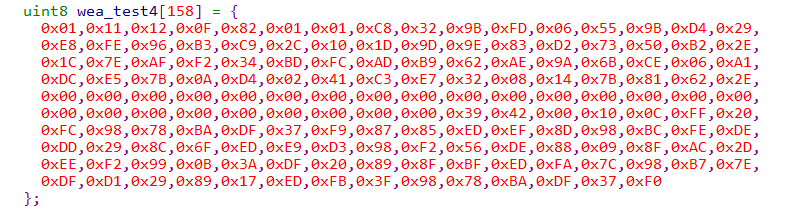 uint8 wea_test4[158] = {
0x01,0x11,0x12,0x0F,0x82,0x01,0x01,0xC8,0x32,0x9B,0xFD,0x06,0x55,0x9B,0xD4,0x29,
0xE8,0xFE,0x96,0xB3,0xC9,0x2C,0x10,0x1D,0x9D,0x9E,0x83,0xD2,0x73,0x50,0xB2,0x2E,
0x1C,0x7E,0xAF,0xF2,0x34,0xBD,0xFC,0xAD,0xB9,0x62,0xAE,0x9A,0x6B,0xCE,0x06,0xA1,
0xDC,0xE5,0x7B,0x0A,0xD4,0x02,0x41,0xC3,0xE7,0x32,0x08,0x14,0x7B,0x81,0x62,0x2E,
0x00,0x00,0x00,0x00,0x00,0x00,0x00,0x00,0x00,0x00,0x00,0x00,0x00,0x00,0x00,0x00,
0x00,0x00,0x00,0x00,0x00,0x00,0x00,0x00,0x00,0x39,0x42,0x00,0x10,0x0C,0xFF,0x20,
0xFC,0x98,0x78,0xBA,0xDF,0x37,0xF9,0x87,0x85,0xED,0xEF,0x8D,0x98,0xBC,0xFE,0xDE,
0xDD,0x29,0x8C,0x6F,0xED,0xE9,0xD3,0x98,0xF2,0x56,0xDE,0x88,0x09,0x8F,0xAC,0x2D,
0xEE,0xF2,0x99,0x0B,0x3A,0xDF,0x20,0x89,0x8F,0xBF,0xED,0xFA,0x7C,0x98,0xB7,0x7E,
0xDF,0xD1,0x29,0x89,0x17,0xED,0xFB,0x3F,0x98,0x78,0xBA,0xDF,0x37,0xF0
};